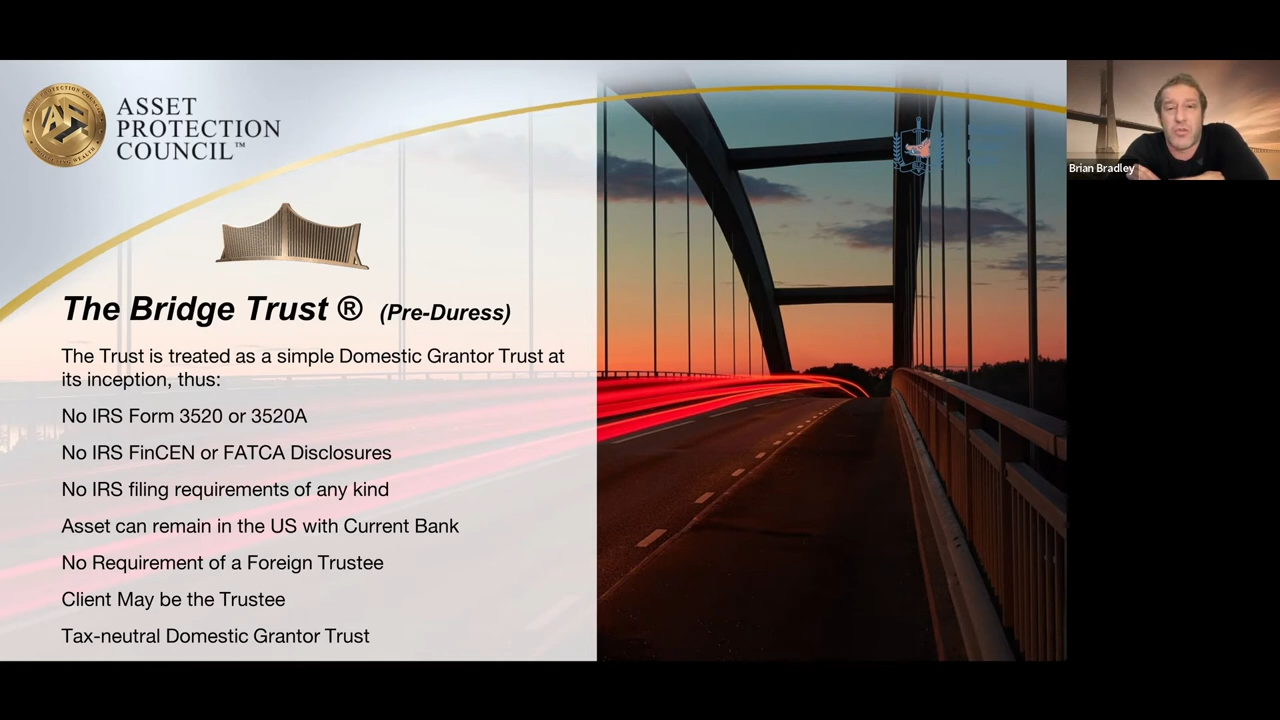 ASSET
PROTECTION
COUNCIL™
Brian Bradley
The Bridge Trust ® (Pre-Duress)
The Trust is treated as a simple Domestic Grantor Trust at
its inception, thus:
No IRS Form 3520 or 3520A
No IRS FinCEN or FATCA Disclosures
No IRS filing requirements of any kind
Asset can remain in the US with Current Bank
No Requirement of a Foreign Trustee
Client May be the Trustee
Tax-neutral Domestic Grantor Trust